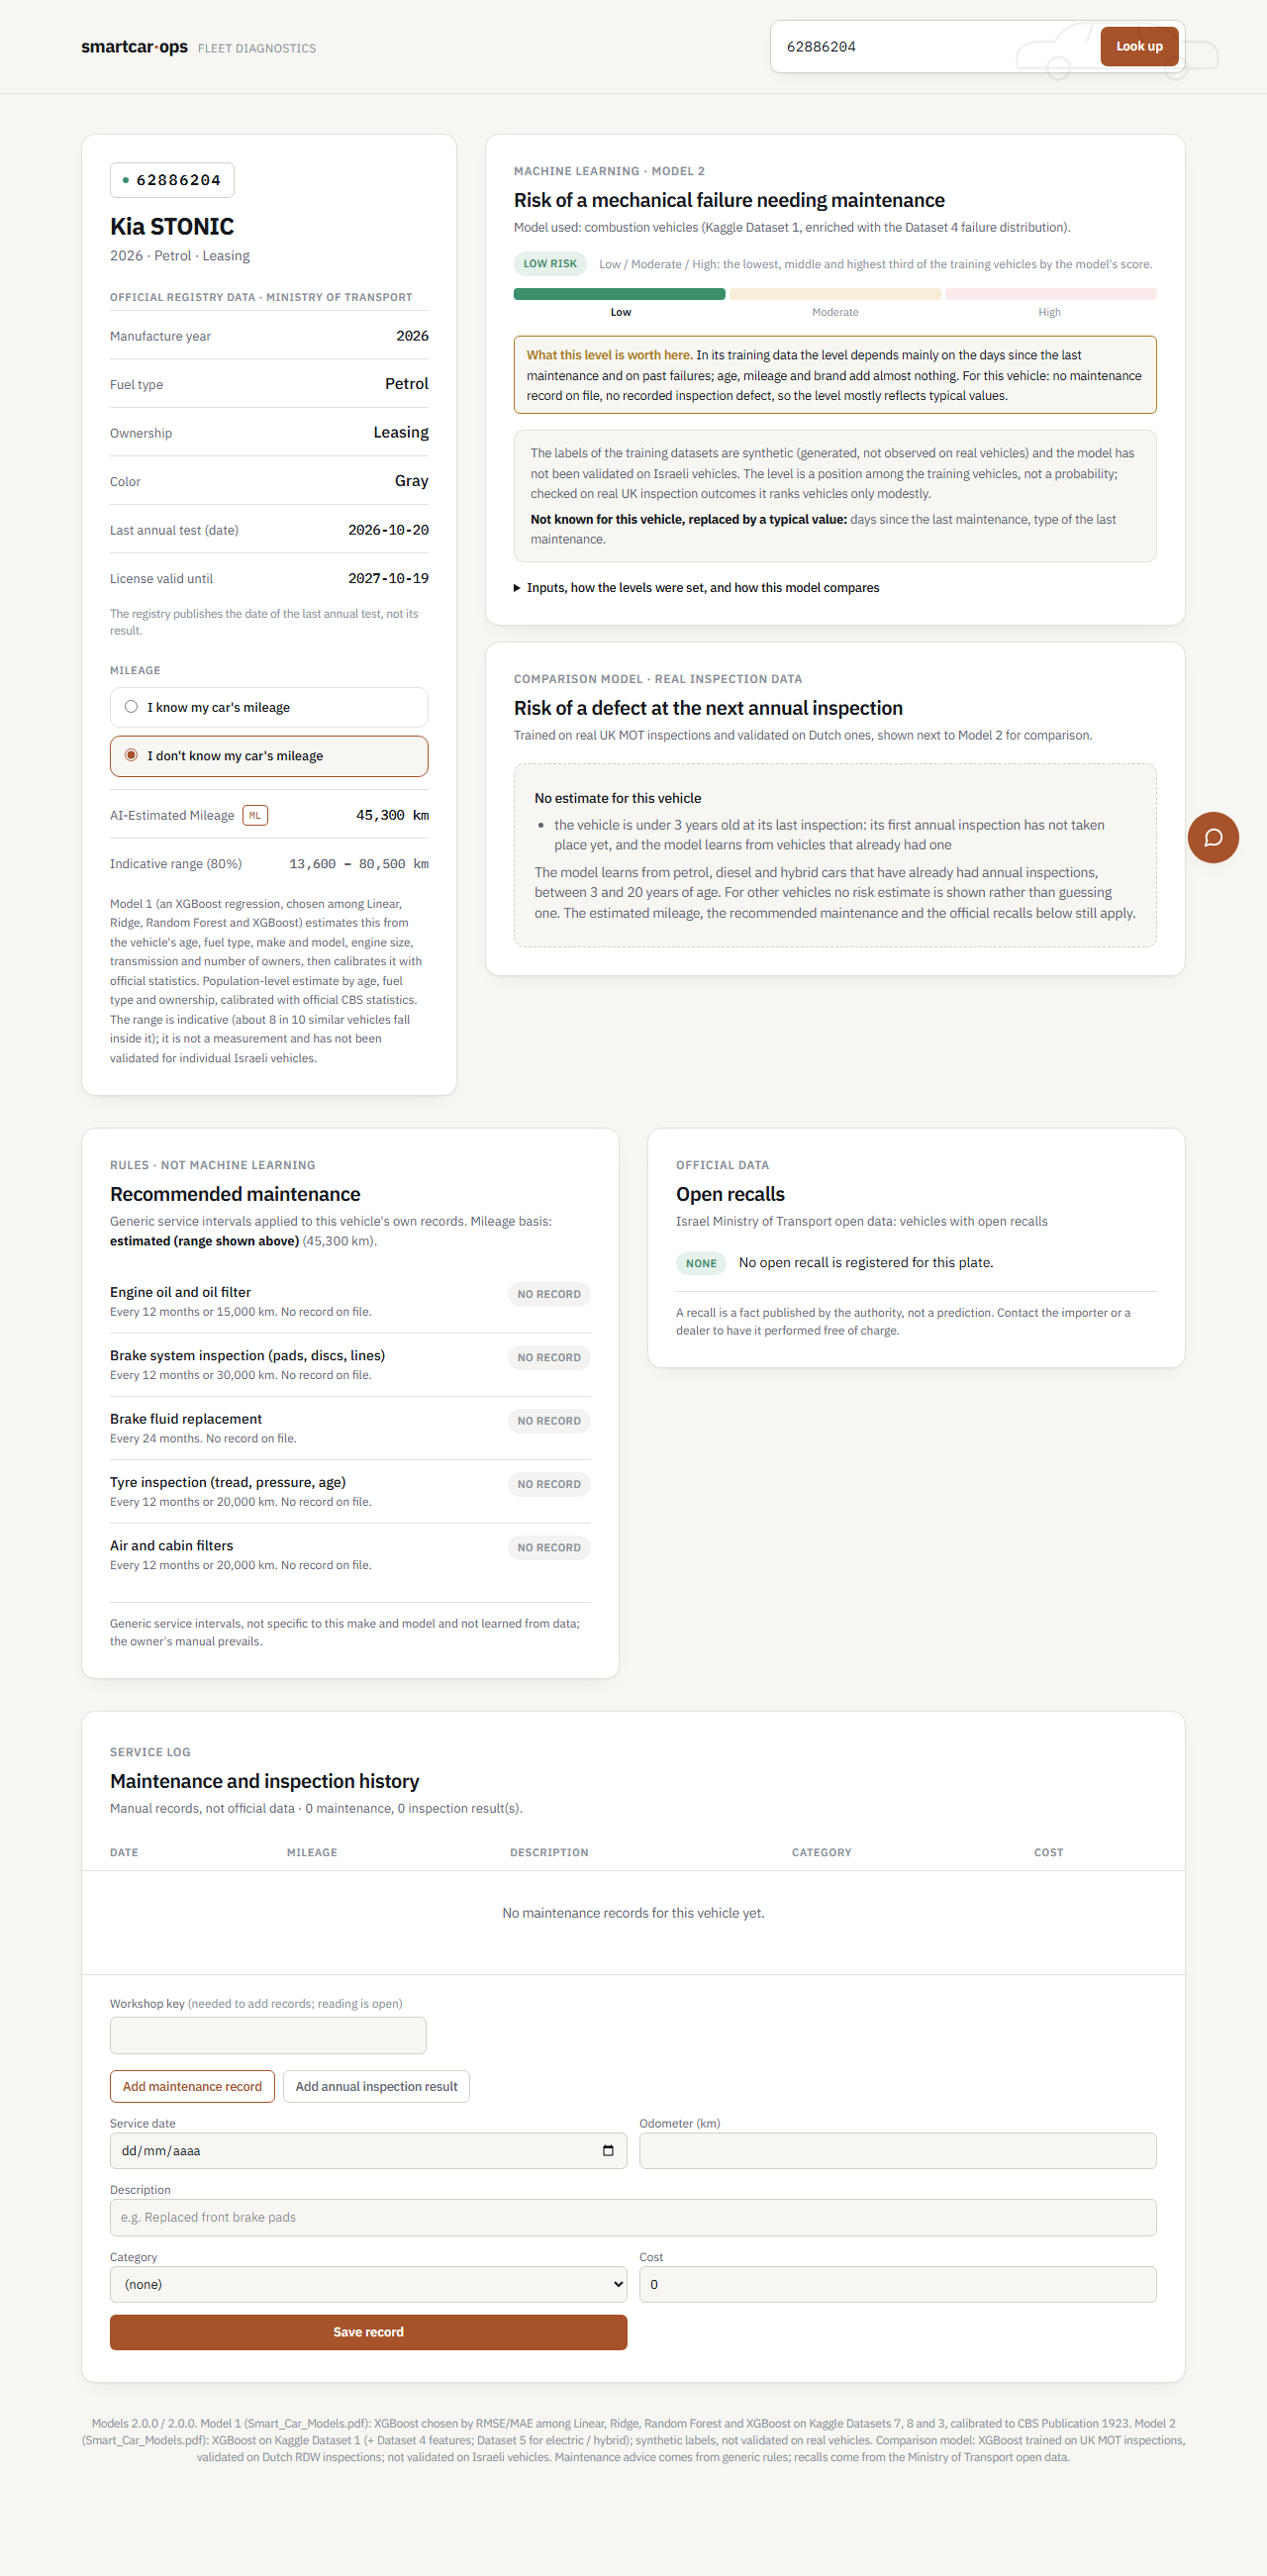 smartcar·ops FLEET DIAGNOSTICS
62886204
Look up
62886204
Kia STONIC
2026 · Petrol · Leasing
OFFICIAL REGISTRY DATA · MINISTRY OF TRANSPORT
Manufacture year 2026
Fuel type Petrol
Ownership Leasing
Color Gray
Last annual test (date) 2026-10-20
License valid until 2027-10-19
The registry publishes the date of the last annual test, not its
result.
MILEAGE
I know my car's mileage
I don't know my car's mileage
AI-Estimated Mileage ML 45,300 km
Indicative range (80%) 13,600 – 80,500 km
Model 1 (an XGBoost regression, chosen among Linear,
Ridge, Random Forest and XGBoost) estimates this from
the vehicle's age, fuel type, make and model, engine size,
transmission and number of owners, then calibrates it with
official statistics. Population-level estimate by age, fuel
type and ownership, calibrated with official CBS statistics.
The range is indicative (about 8 in 10 similar vehicles fall
inside it); it is not a measurement and has not been
validated for individual Israeli vehicles.
MACHINE LEARNING · MODEL 2
Risk of a mechanical failure needing maintenance
Model used: combustion vehicles (Kaggle Dataset 1, enriched with the Dataset 4 failure distribution).
LOW RISK Low / Moderate / High: the lowest, middle and highest third of the training vehicles by the model's score.
Low Moderate High
What this level is worth here. In its training data the level depends mainly on the days since the last
maintenance and on past failures; age, mileage and brand add almost nothing. For this vehicle: no maintenance
record on file, no recorded inspection defect, so the level mostly reflects typical values.
The labels of the training datasets are synthetic (generated, not observed on real vehicles) and the model has
not been validated on Israeli vehicles. The level is a position among the training vehicles, not a probability;
checked on real UK inspection outcomes it ranks vehicles only modestly.
Not known for this vehicle, replaced by a typical value: days since the last maintenance, type of the last
maintenance.
Inputs, how the levels were set, and how this model compares
COMPARISON MODEL · REAL INSPECTION DATA
Risk of a defect at the next annual inspection
Trained on real UK MOT inspections and validated on Dutch ones, shown next to Model 2 for comparison.
No estimate for this vehicle
• the vehicle is under 3 years old at its last inspection: its first annual inspection has not taken
place yet, and the model learns from vehicles that already had one
The model learns from petrol, diesel and hybrid cars that have already had annual inspections,
between 3 and 20 years of age. For other vehicles no risk estimate is shown rather than guessing
one. The estimated mileage, the recommended maintenance and the official recalls below still apply.
RULES · NOT MACHINE LEARNING
Recommended maintenance
Generic service intervals applied to this vehicle's own records. Mileage basis:
estimated (range shown above) (45,300 km).
Engine oil and oil filter NO RECORD
Every 12 months or 15,000 km. No record on file.
Brake system inspection (pads, discs, lines) NO RECORD
Every 12 months or 30,000 km. No record on file.
Brake fluid replacement NO RECORD
Every 24 months. No record on file.
Tyre inspection (tread, pressure, age) NO RECORD
Every 12 months or 20,000 km. No record on file.
Air and cabin filters NO RECORD
Every 12 months or 20,000 km. No record on file.
Generic service intervals, not specific to this make and model and not learned from data;
the owner's manual prevails.
OFFICIAL DATA
Open recalls
Israel Ministry of Transport open data: vehicles with open recalls
NONE No open recall is registered for this plate.
A recall is a fact published by the authority, not a prediction. Contact the importer or a
dealer to have it performed free of charge.
SERVICE LOG
Maintenance and inspection history
Manual records, not official data · 0 maintenance, 0 inspection result(s).
DATE MILEAGE DESCRIPTION CATEGORY COST
No maintenance records for this vehicle yet.
Workshop key (needed to add records; reading is open)
Add maintenance record Add annual inspection result
Service date Odometer (km)
dd/mm/aaaa
Description
e.g. Replaced front brake pads
Category Cost
(none) 0
Save record
Models 2.0.0 / 2.0.0. Model 1 (Smart_Car_Models.pdf): XGBoost chosen by RMSE/MAE among Linear, Ridge, Random Forest and XGBoost on Kaggle Datasets 7, 8 and 3, calibrated to CBS Publication 1923. Model 2
(Smart_Car_Models.pdf): XGBoost on Kaggle Dataset 1 (+ Dataset 4 features; Dataset 5 for electric / hybrid); synthetic labels, not validated on real vehicles. Comparison model: XGBoost trained on UK MOT inspections,
validated on Dutch RDW inspections; not validated on Israeli vehicles. Maintenance advice comes from generic rules; recalls come from the Ministry of Transport open data.